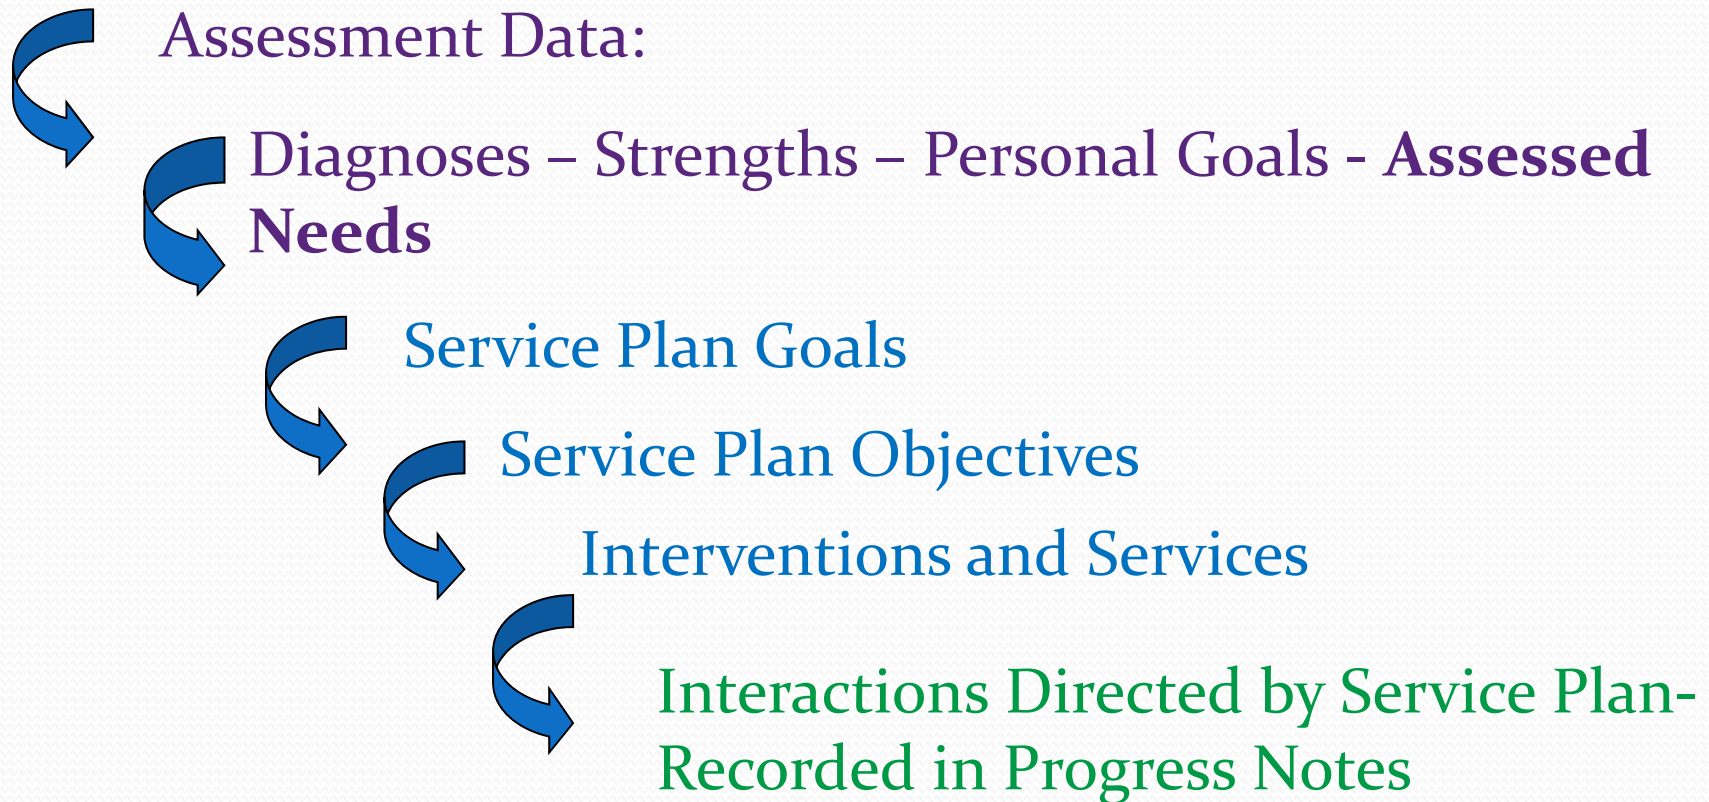 Assessment Data:
Diagnoses – Strengths – Personal Goals - Assessed
Needs
Service Plan Goals
Service Plan Objectives
Interventions and Services
Interactions Directed by Service Plan-
Recorded in Progress Notes